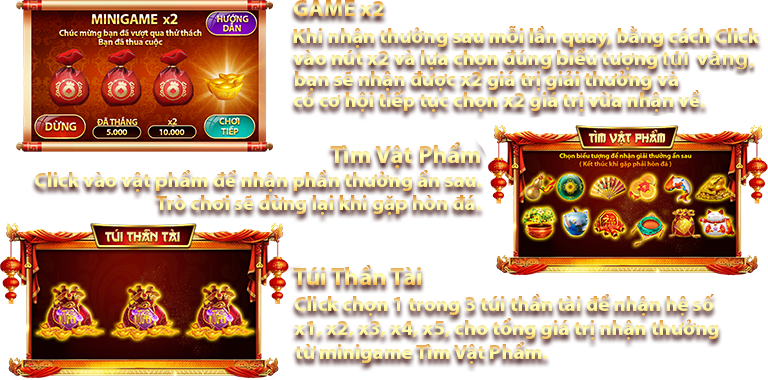 MINIGAME x2
HƯỚNG
DẪN
Chúc mừng bạn đã vượt qua thử thách
Bạn đã thua cuộc
DỪNG
ĐÃ THẮNG
5.000
x2
10.000
CHƠI
TIẾP
GAME x2
Khi nhận thưởng sau mỗi lần quay, bằng cách Click
vào nút x2 và lựa chọn đúng biểu tượng túi vàng,
bạn sẽ nhận được x2 giá trị giải thưởng và
có cơ hội tiếp tục chọn x2 giá trị vừa nhận về.
Tìm Vật Phẩm
Click vào vật phẩm để nhận phần thưởng ẩn sau.
Trò chơi sẽ dừng lại khi gặp hòn đá.
TÌM VẬT PHẨM
Chọn biểu tượng để nhận giải thưởng ẩn sau
( Kết thúc khi gặp phải hòn đá )
TÚI THẦN TÀI
Túi Thần Tài
Click chọn 1 trong 3 túi thần tài để nhận hệ số
x1, x2, x3, x4, x5, cho tổng giá trị nhận thưởng
từ minigame Tìm Vật Phẩm.